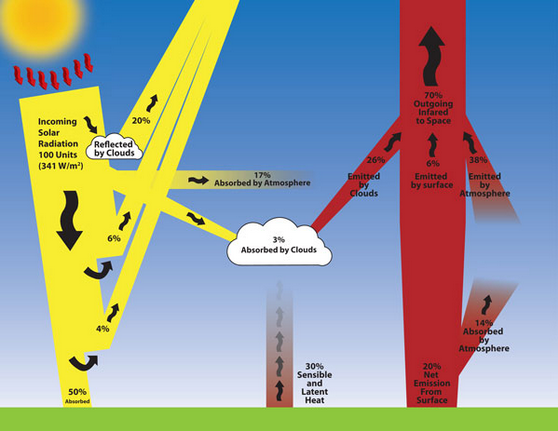 Incoming
Solar
Radiation
100 Units
(341 W/m²)
Reflected
by Clouds
20%
6%
4%
50%
Absorbed
17%
Absorbed by Atmosphere
3%
Absorbed by Clouds
30%
Sensible
and
Latent
Heat
70%
Outgoing
Infared
to Space
26%
Emitted
by
Clouds
6%
Emitted
by surface
38%
Emitted
by
Atmosphere
14%
Absorbed
by
Atmosphere
20%
Net
Emission
From
Surface